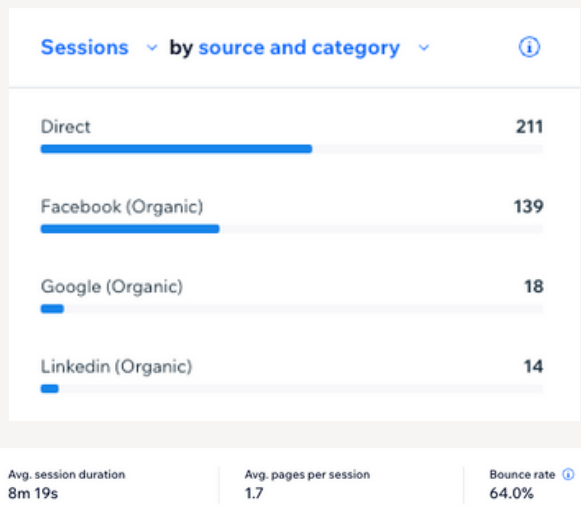 Sessions by source and category
Direct 211
Facebook (Organic) 139
Google (Organic) 18
Linkedin (Organic) 14
Avg. session duration Avg. pages per session Bounce rate
8m 19s 1.7 64.0%